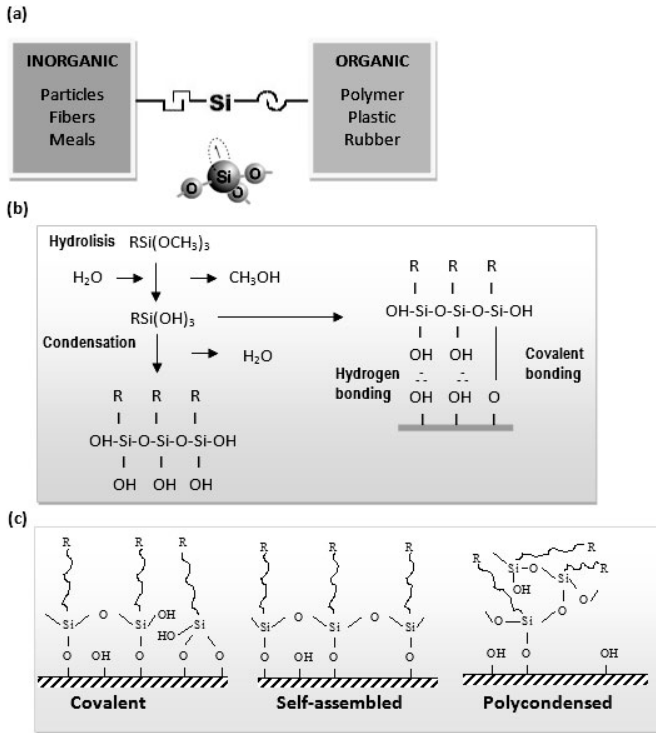 (a)
INORGANIC
Particles
Fibers
Meals
Si
ORGANIC
Polymer
Plastic
Rubber
Si
O
O
O
(b)
Hydrolisis RSi(OCH₃)₃
H₂O CH₃OH
RSi(OH)₃
Condensation
H₂O
R R R
OH-Si-O-Si-O-Si-OH
OH OH OH
R R R
OH-Si-O-Si-O-Si-OH
OH OH
Hydrogen bonding
OH OH O
Covalent bonding
(c)
R R R
O OH
Si Si HO Si
O OH O O O
Covalent
R R R
O O
Si Si Si
O OH O O
Self-assembled
R R
Si O Si R
OH
O O O
O Si
OH O OH
Polycondensed